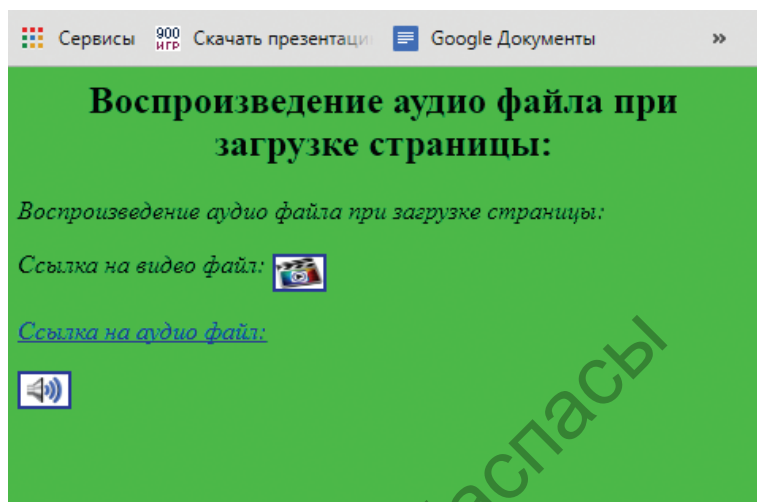 Сервисы 900 ИГР Скачать презентаци Google Документы »
Воспроизведение аудио файла при
загрузке страницы:
Воспроизведение аудио файла при загрузке страницы:
Ссылка на видео файл:
Ссылка на аудио файл: